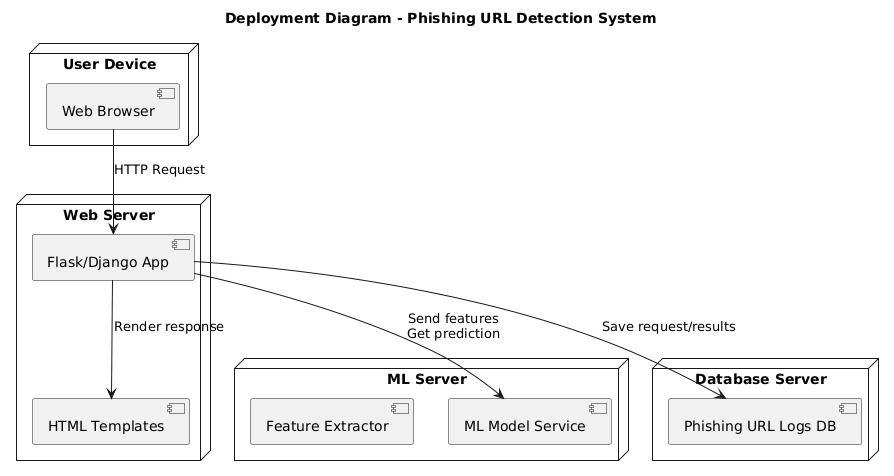 Deployment Diagram - Phishing URL Detection System
User Device
Web Browser
HTTP Request
Web Server
Flask/Django App
Render response
Send features
Get prediction
Save request/results
ML Server
Database Server
HTML Templates
Feature Extractor
ML Model Service
Phishing URL Logs DB